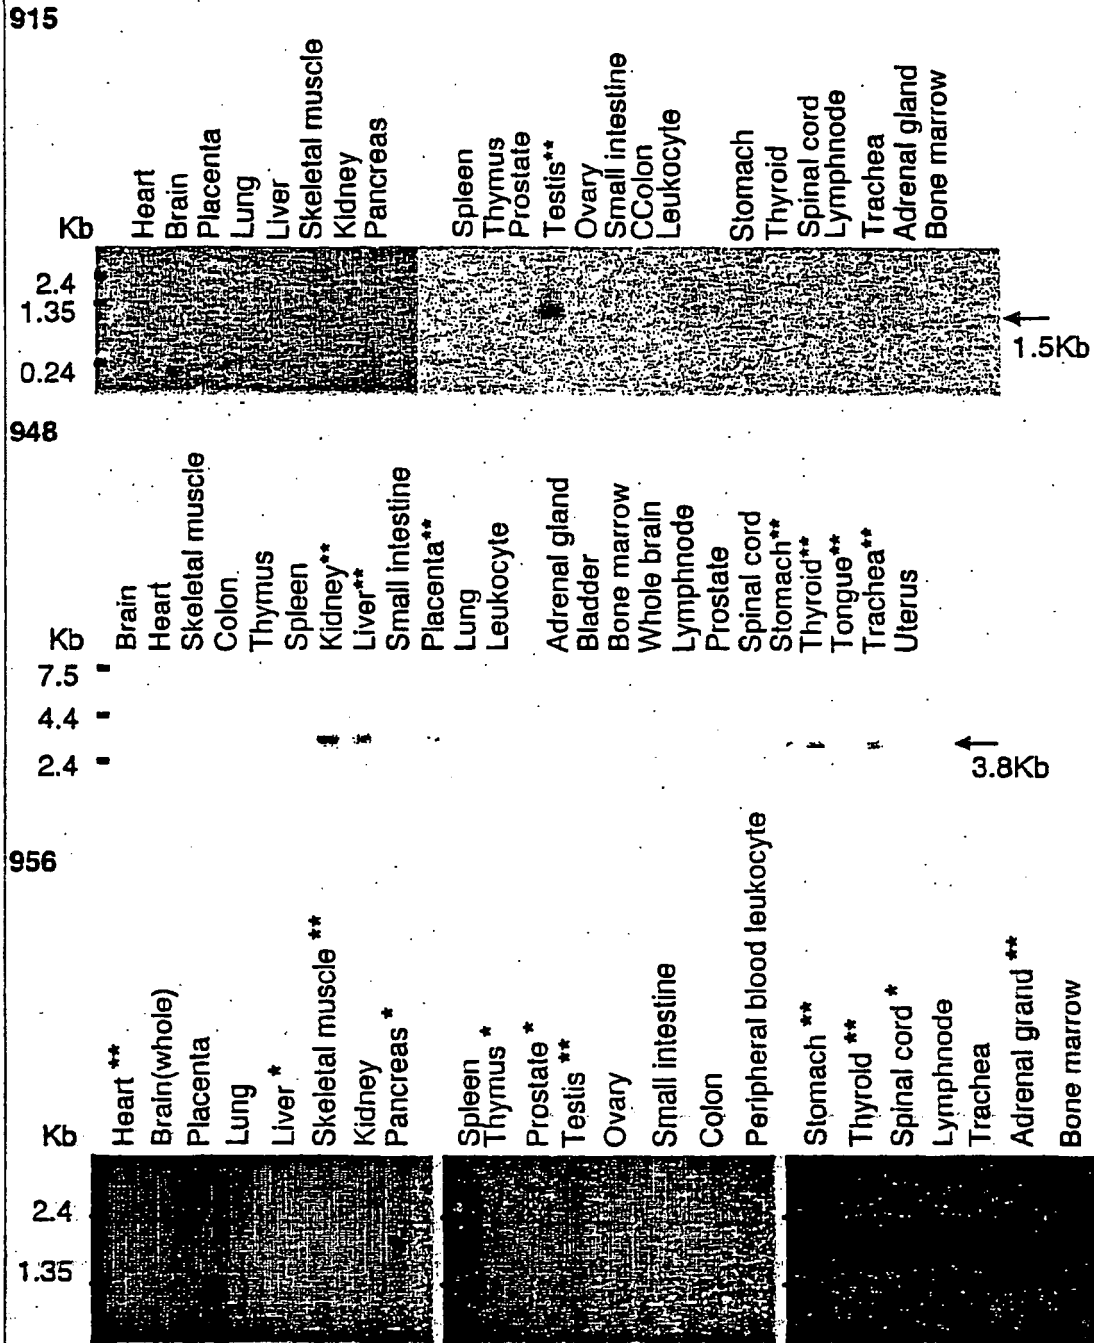 915
Kb
Heart
Brain
Placenta
Lung
Liver
Skeletal muscle
Kidney
Pancreas
Spleen
Thymus
Prostate
Testis**
Ovary
Small intestine
CColon
Leukocyte
Stomach
Thyroid
Spinal cord
Lymphnode
Trachea
Adrenal gland
Bone marrow
2.4
1.35
0.24
1.5Kb
948
Kb
Brain
Heart
Skeletal muscle
Colon
Thymus
Spleen
Kidney**
Liver**
Small intestine
Placenta**
Lung
Leukocyte
Adrenal gland
Bladder
Bone marrow
Whole brain
Lymphnode
Prostate
Spinal cord
Stomach**
Thyroid**
Tongue**
Trachea**
Uterus
7.5
4.4
2.4
3.8Kb
956
Kb
Heart **
Brain(whole)
Placenta
Lung
Liver *
Skeletal muscle **
Kidney
Pancreas *
Spleen
Thymus *
Prostate *
Testis **
Ovary
Small intestine
Colon
Peripheral blood leukocyte
Stomach **
Thyroid **
Spinal cord *
Lymphnode
Trachea
Adrenal grand **
Bone marrow
2.4
1.35